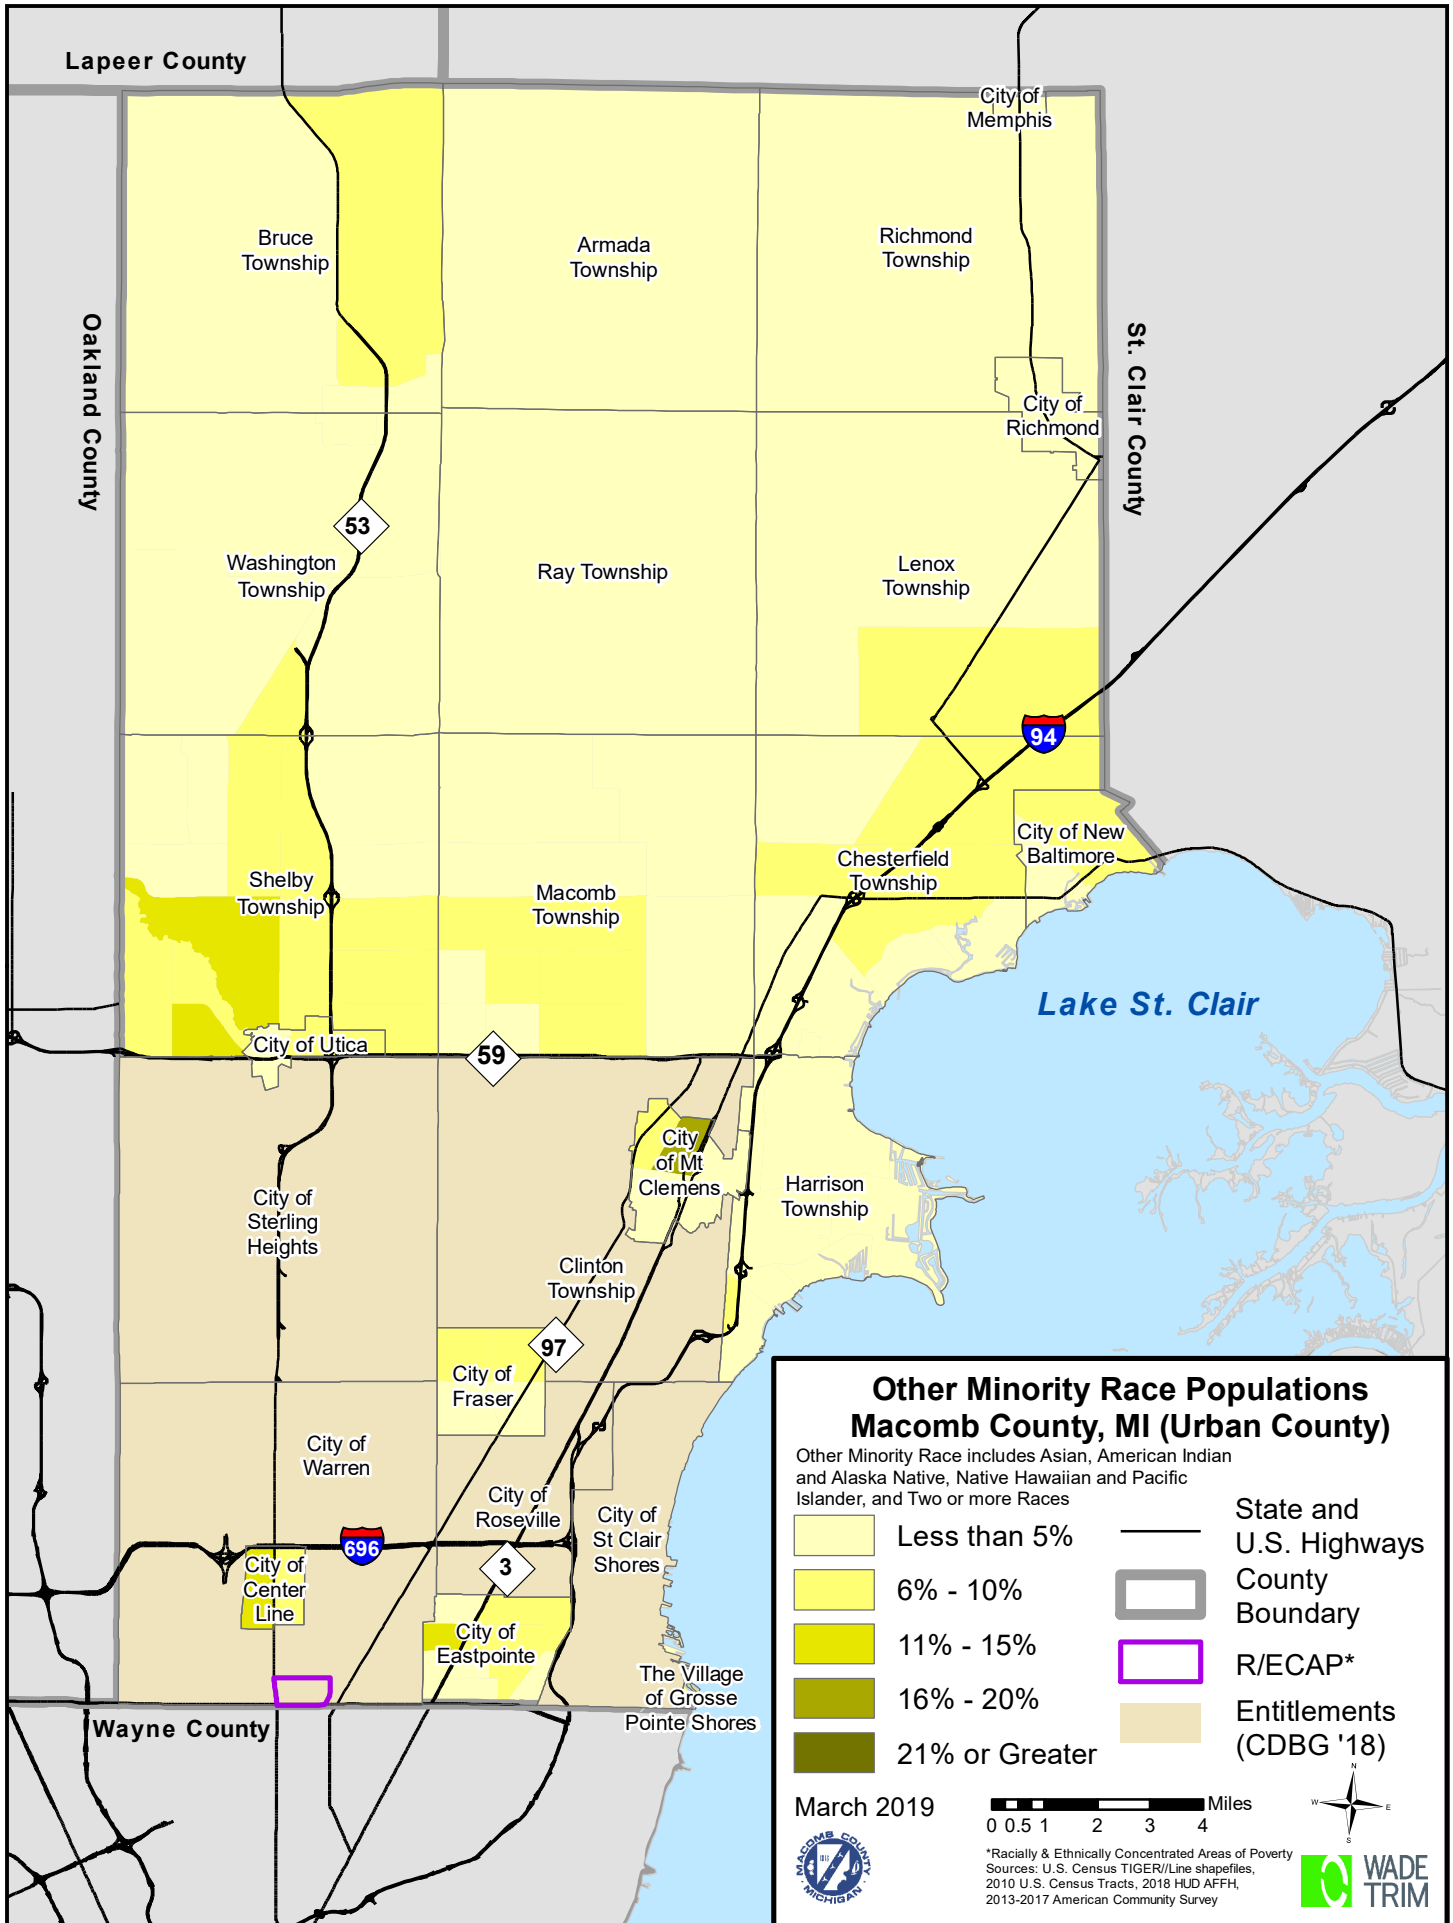 Lapeer County
City of
Memphis
Bruce
Township
Armada
Township
Richmond
Township
Oakland County
St. Clair County
City of
Richmond
53
Washington
Township
Ray Township
Lenox
Township
94
City of New
Baltimore
Chesterfield
Township
Shelby
Township
Macomb
Township
Lake St. Clair
City of Utica
59
City
of Mt
Clemens
Harrison
Township
City of
Sterling
Heights
Clinton
Township
97
City of
Fraser
City of
Warren
City of
Roseville
City of
St Clair
Shores
696
3
City of
Center
Line
City of
Eastpointe
The Village
of Grosse
Pointe Shores
Wayne County
Other Minority Race Populations
Macomb County, MI (Urban County)
Other Minority Race includes Asian, American Indian
and Alaska Native, Native Hawaiian and Pacific
Islander, and Two or more Races
Less than 5%
6% - 10%
11% - 15%
16% - 20%
21% or Greater
State and
U.S. Highways
County
Boundary
R/ECAP*
Entitlements
(CDBG '18)
March 2019
Miles
0 0.5 1 2 3 4
N
W E
S
*Racially & Ethnically Concentrated Areas of Poverty
Sources: U.S. Census TIGER//Line shapefiles,
2010 U.S. Census Tracts, 2018 HUD AFFH,
2013-2017 American Community Survey
MACOMB COUNTY
MICHIGAN
WADE
TRIM